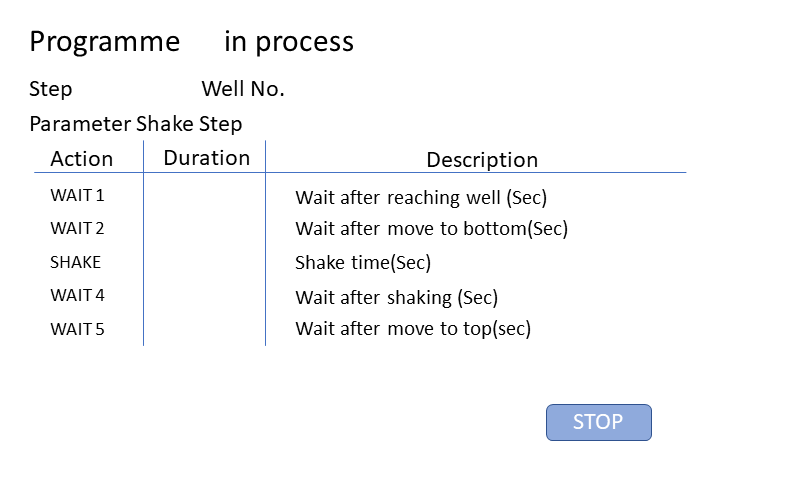 Programme in process
Step Well No.
Parameter Shake Step
Action Duration Description
WAIT 1 Wait after reaching well (Sec)
WAIT 2 Wait after move to bottom(Sec)
SHAKE Shake time(Sec)
WAIT 4 Wait after shaking (Sec)
WAIT 5 Wait after move to top(sec)
STOP